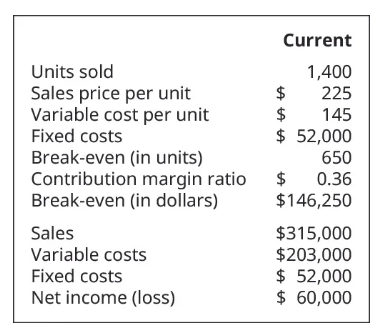 Current
Units sold 1,400
Sales price per unit $ 225
Variable cost per unit $ 145
Fixed costs $ 52,000
Break-even (in units) 650
Contribution margin ratio $ 0.36
Break-even (in dollars) $146,250
Sales $315,000
Variable costs $203,000
Fixed costs $ 52,000
Net income (loss) $ 60,000